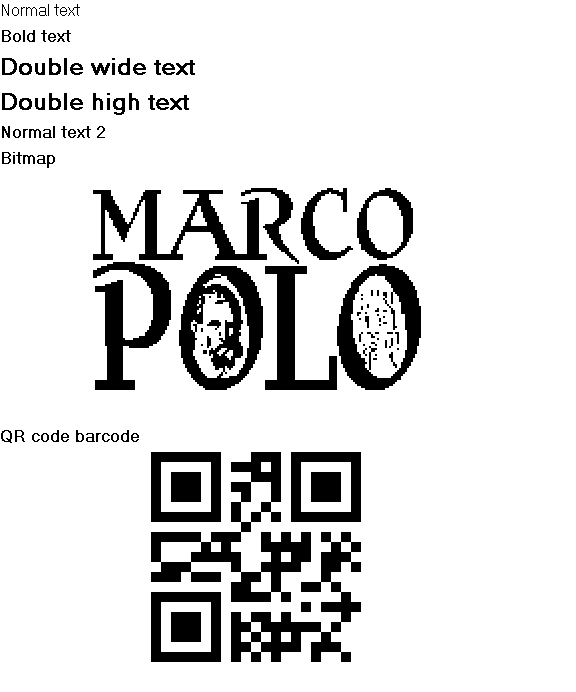 Normal text
Bold text
Double wide text
Double high text
Normal text 2
Bitmap
MARCO
POLO
QR code barcode